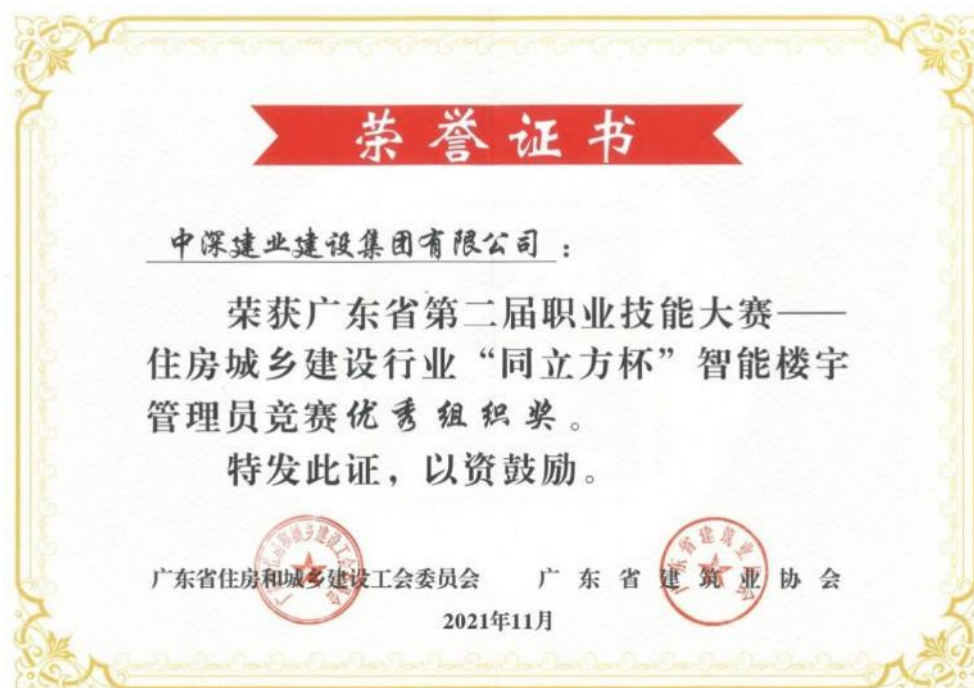 荣誉证书
中深建业建设集团有限公司：
荣获广东省第二届职业技能大赛——
住房城乡建设行业“同立方杯”智能楼宇
管理员竞赛优秀组织奖。
特发此证，以资鼓励。
广东省住房和城乡建设工会委员会 广东省建筑业协会
2021年11月